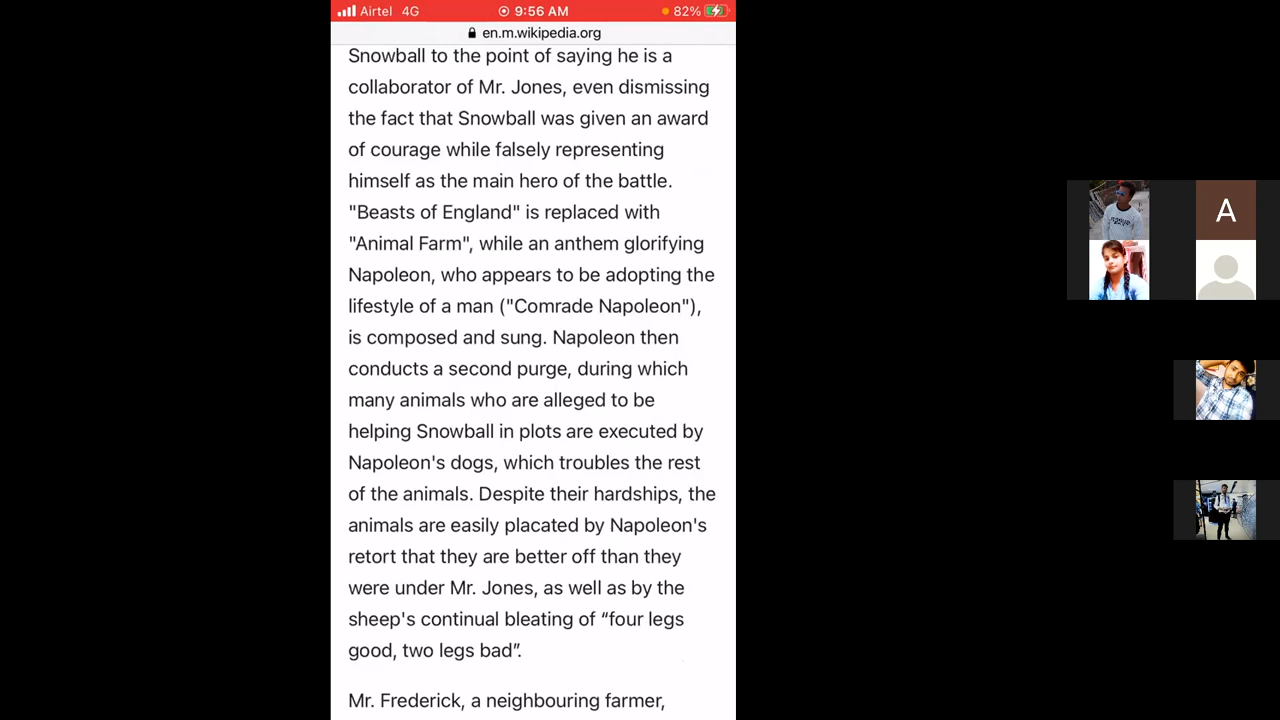 Airtel 4G 9:56 AM 82%
en.m.wikipedia.org
Snowball to the point of saying he is a
collaborator of Mr. Jones, even dismissing
the fact that Snowball was given an award
of courage while falsely representing
himself as the main hero of the battle.
"Beasts of England" is replaced with
"Animal Farm", while an anthem glorifying
Napoleon, who appears to be adopting the
lifestyle of a man ("Comrade Napoleon"),
is composed and sung. Napoleon then
conducts a second purge, during which
many animals who are alleged to be
helping Snowball in plots are executed by
Napoleon's dogs, which troubles the rest
of the animals. Despite their hardships, the
animals are easily placated by Napoleon's
retort that they are better off than they
were under Mr. Jones, as well as by the
sheep's continual bleating of “four legs
good, two legs bad”.
Mr. Frederick, a neighbouring farmer,
A